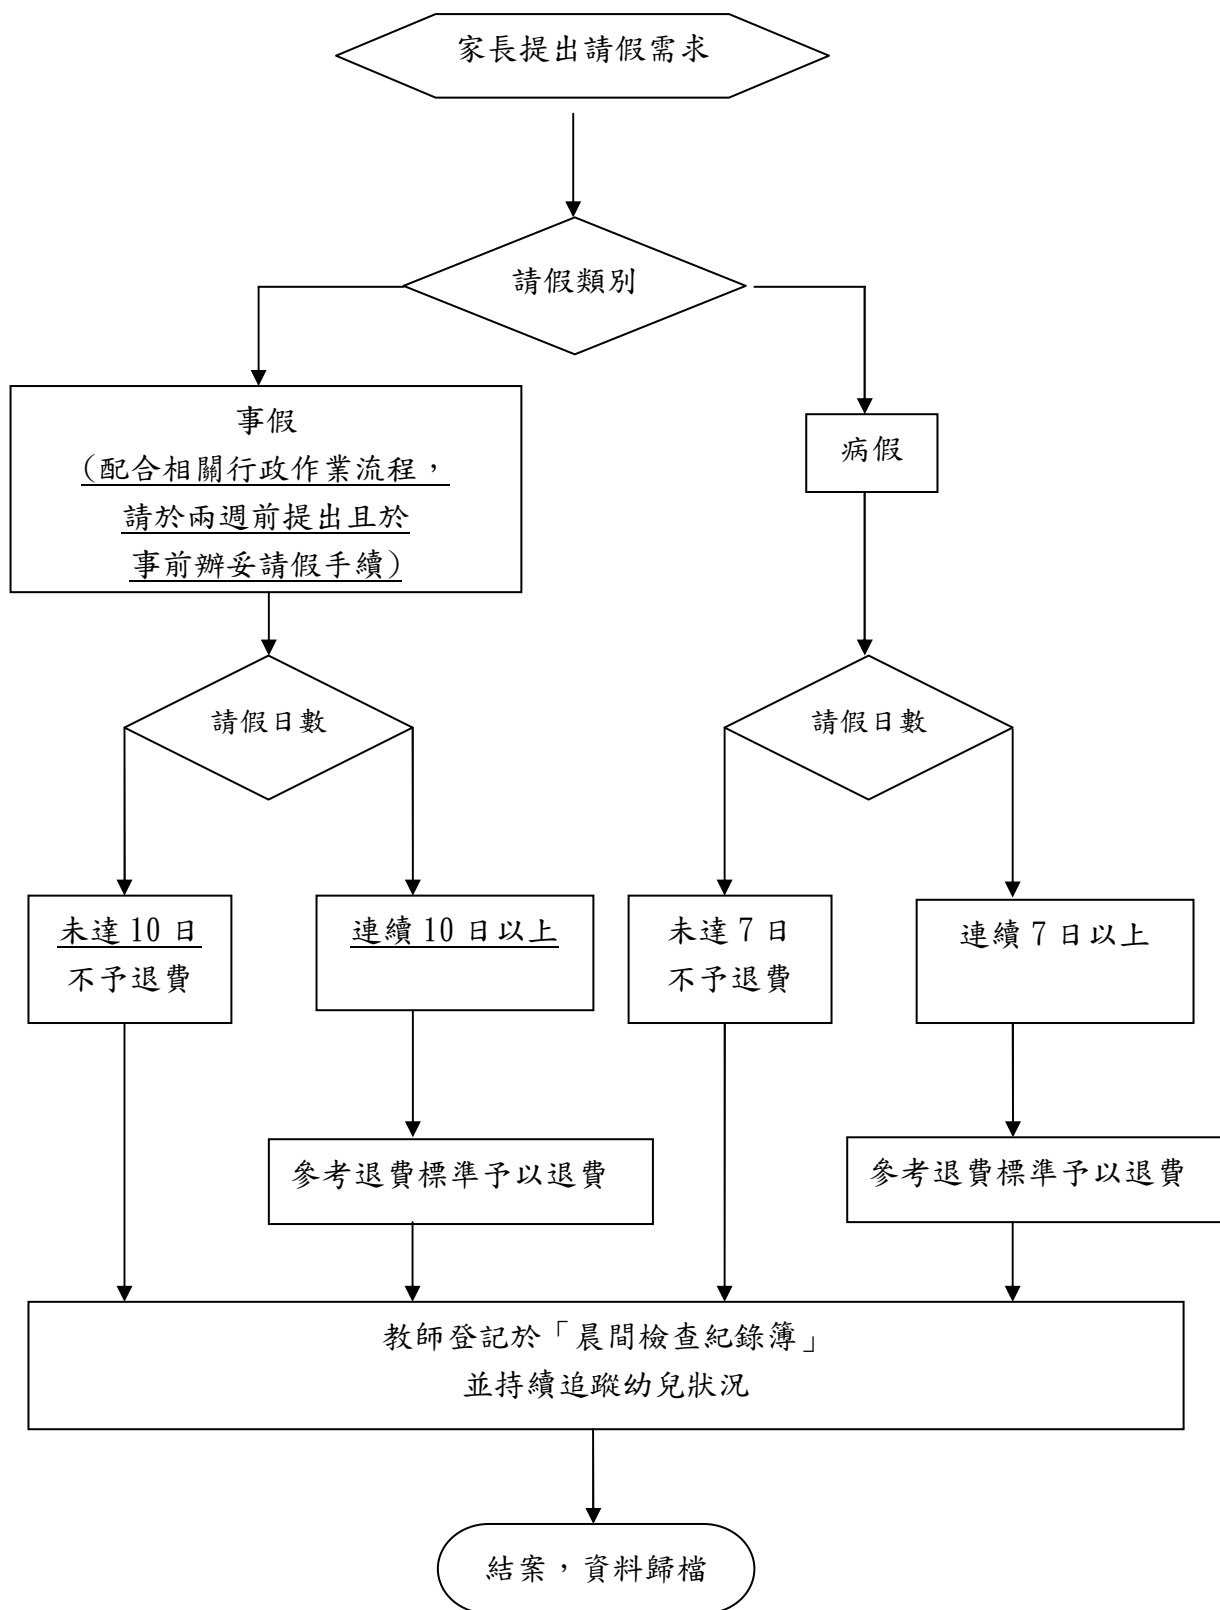 家長提出請假需求
請假類別
事假
(配合相關行政作業流程，
請於兩週前提出且於
事前辦妥請假手續)
病假
請假日數
請假日數
未達 10 日
不予退費
連續 10 日以上
未達 7 日
不予退費
連續 7 日以上
參考退費標準予以退費
參考退費標準予以退費
教師登記於「晨間檢查紀錄簿」
並持續追蹤幼兒狀況
結案，資料歸檔